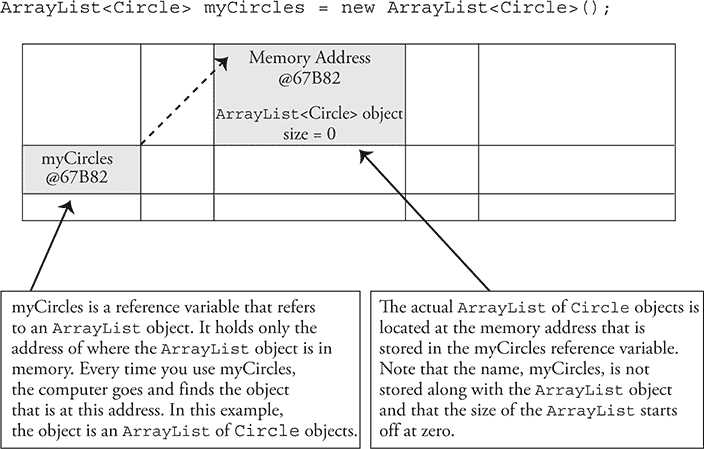 ArrayList<Circle> myCircles = new ArrayList<Circle>();
Memory Address
@67B82
ArrayList<Circle> object
size = 0
myCircles
@67B82
myCircles is a reference variable that refers
to an ArrayList object. It holds only the
address of where the ArrayList object is in
memory. Every time you use myCircles,
the computer goes and finds the object
that is at this address. In this example,
the object is an ArrayList of Circle objects.
The actual ArrayList of Circle objects is
located at the memory address that is
stored in the myCircles reference variable.
Note that the name, myCircles, is not
stored along with the ArrayList object
and that the size of the ArrayList starts
off at zero.